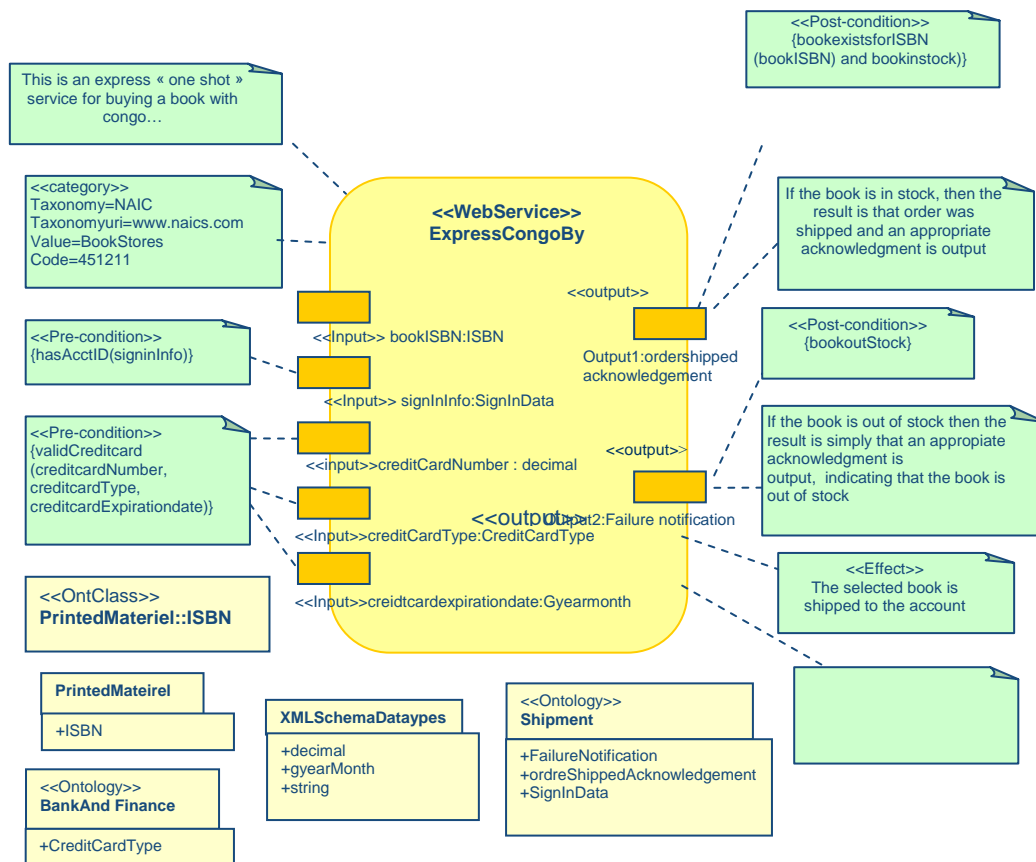 <<Post-condition>>
{bookexistsforISBN
(bookISBN) and bookinstock)}
This is an express « one shot »
service for buying a book with
congo…
<<category>>
Taxonomy=NAIC
Taxonomyuri=www.naics.com
Value=BookStores
Code=451211
<<WebService>>
ExpressCongoBy
If the book is in stock, then the
result is that order was
shipped and an appropriate
acknowledgment is output
<<output>>
<<Input>> bookISBN:ISBN
Output1:ordershipped
acknowledgement
<<Pre-condition>>
{hasAcctID(signinInfo)}
<<Post-condition>>
{bookoutStock}
<<Input>> signInInfo:SignInData
<<Pre-condition>>
{validCreditcard
(creditcardNumber,
creditcardType,
creditcardExpirationdate)}
If the book is out of stock then the
result is simply that an appropiate
acknowledgment is
output, indicating that the book is
out of stock
<<output>>
<<input>>creditCardNumber : decimal
<<output>>
Output2:Failure notification
<<Input>>creditCardType:CreditCardType
<<Input>>creidtcardexpirationdate:Gyearmonth
<<Effect>>
The selected book is
shipped to the account
<<OntClass>>
PrintedMateriel::ISBN
PrintedMateirel
+ISBN
XMLSchemaDataypes
+decimal
+gyearMonth
+string
<<Ontology>>
Shipment
+FailureNotification
+ordreShippedAcknowledgement
+SignInData
<<Ontology>>
BankAnd Finance
+CreditCardType